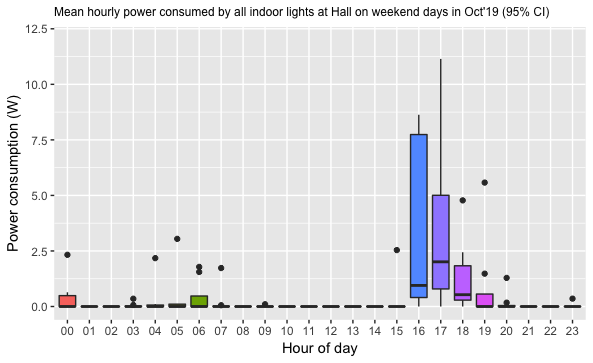 Mean hourly power consumed by all indoor lights at Hall on weekend days in Oct'19 (95% CI)
12.5
10.0
7.5
5.0
2.5
0.0
Power consumption (W)
00 01 02 03 04 05 06 07 08 09 10 11 12 13 14 15 16 17 18 19 20 21 22 23
Hour of day